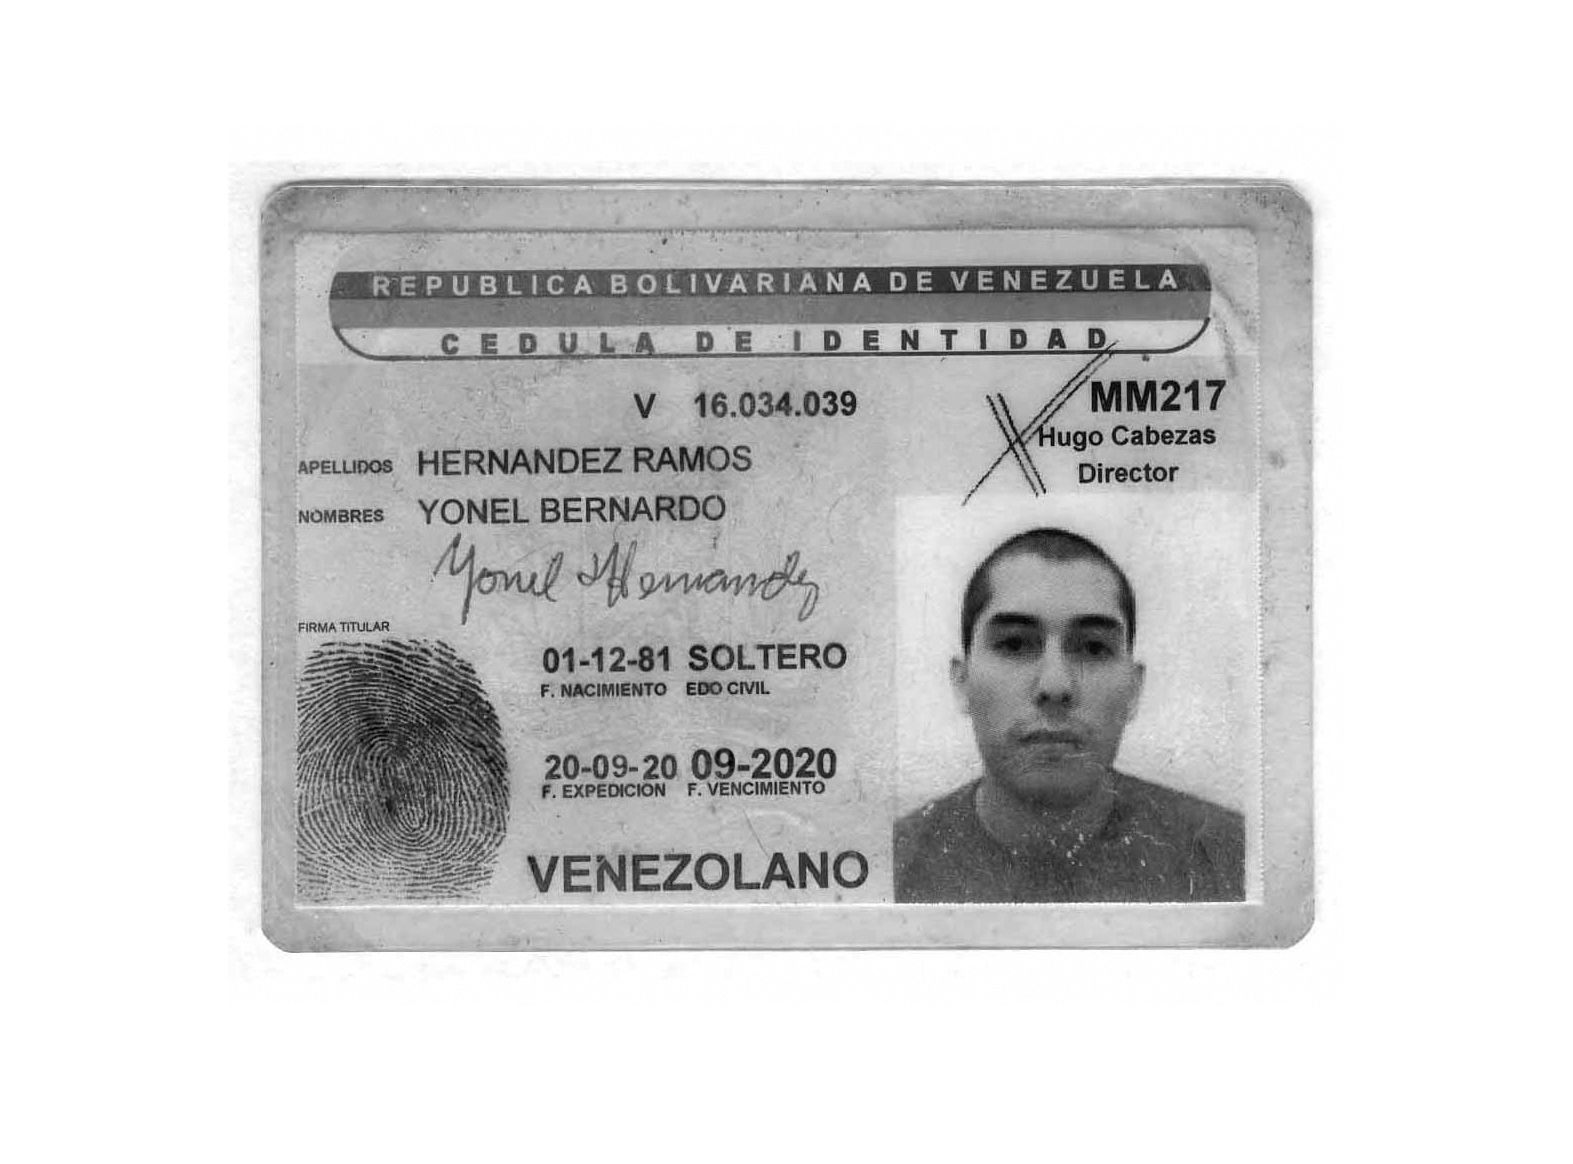 REPUBLICA BOLIVARIANA DE VENEZUELA
CEDULA DE IDENTIDAD
V 16.034.039
MM217
Hugo Cabezas
Director
APELLIDOS HERNANDEZ RAMOS
NOMBRES YONEL BERNARDO
Yonel Hernandez
FIRMA TITULAR
01-12-81 SOLTERO
F. NACIMIENTO EDO CIVIL
20-09-20 09-2020
F. EXPEDICION F. VENCIMIENTO
VENEZOLANO